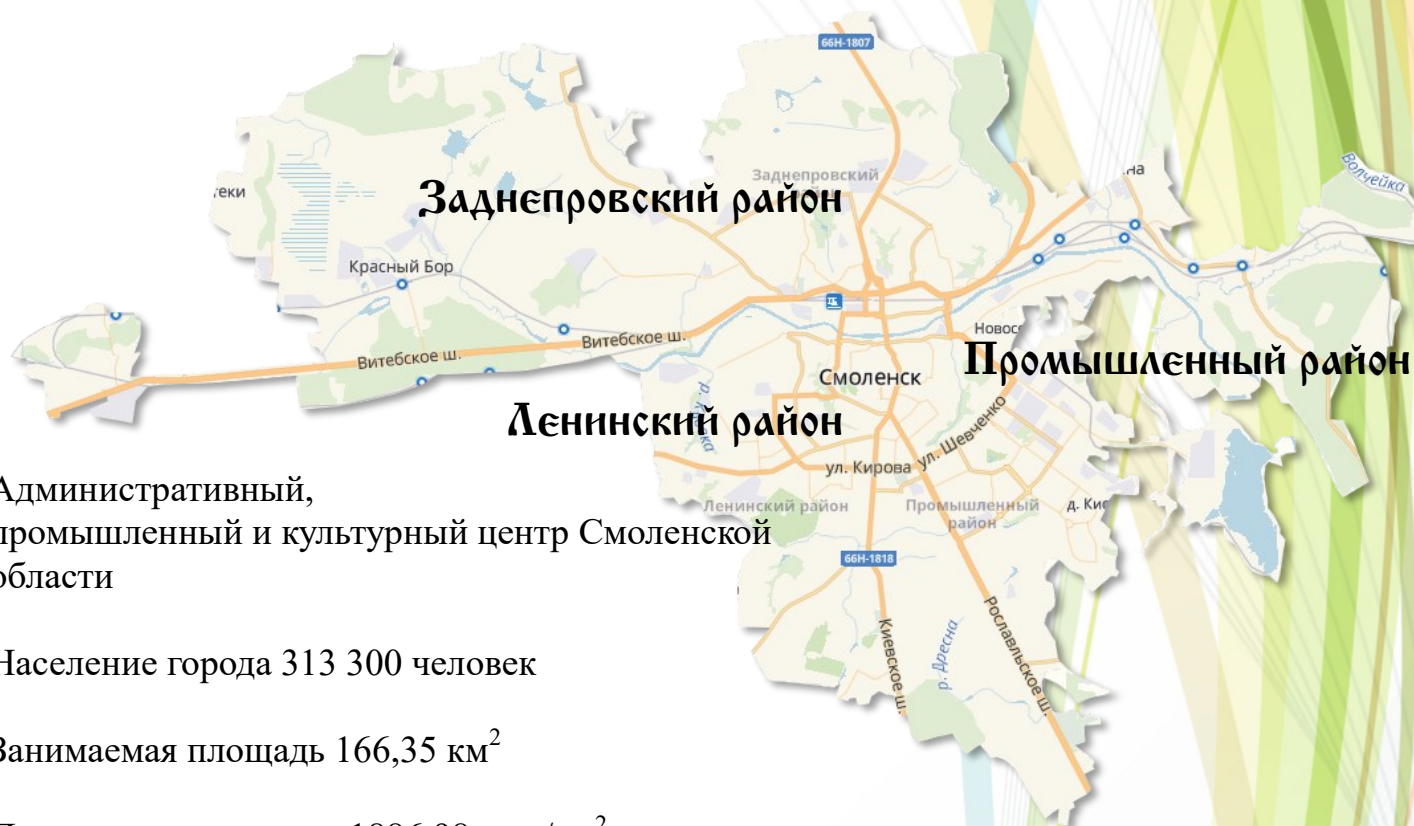 66Н-1807
Волчейка
Заднепровский
Заднепровский район
Красный Бор
Витебское ш.
Витебское ш.
Смоленск
Промышленный район
Ленинский район
ул. Шевченко
ул. Кирова
Ленинский район
Промышленный
район
66Н-1818
Киевское ш.
р. Дресна
Рославльское ш.
Административный,
промышленный и культурный центр Смоленской
области
Население города 313 300 человек
Занимаемая площадь 166,35 км²